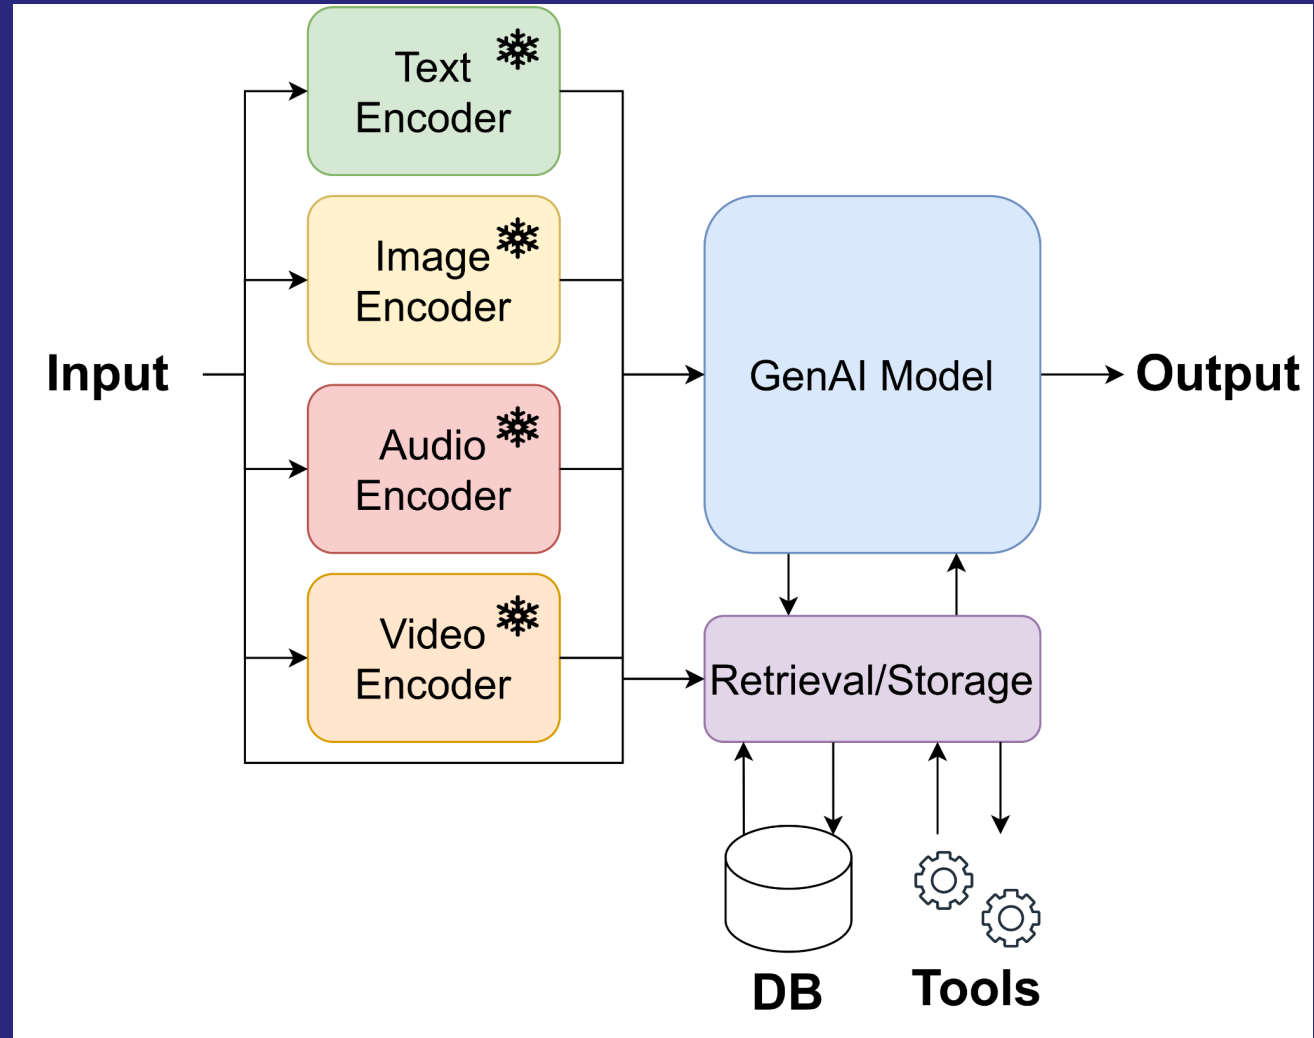 Text
Encoder
Image
Encoder
Input
GenAI Model
Output
Audio
Encoder
Video
Encoder
Retrieval/Storage
DB
Tools